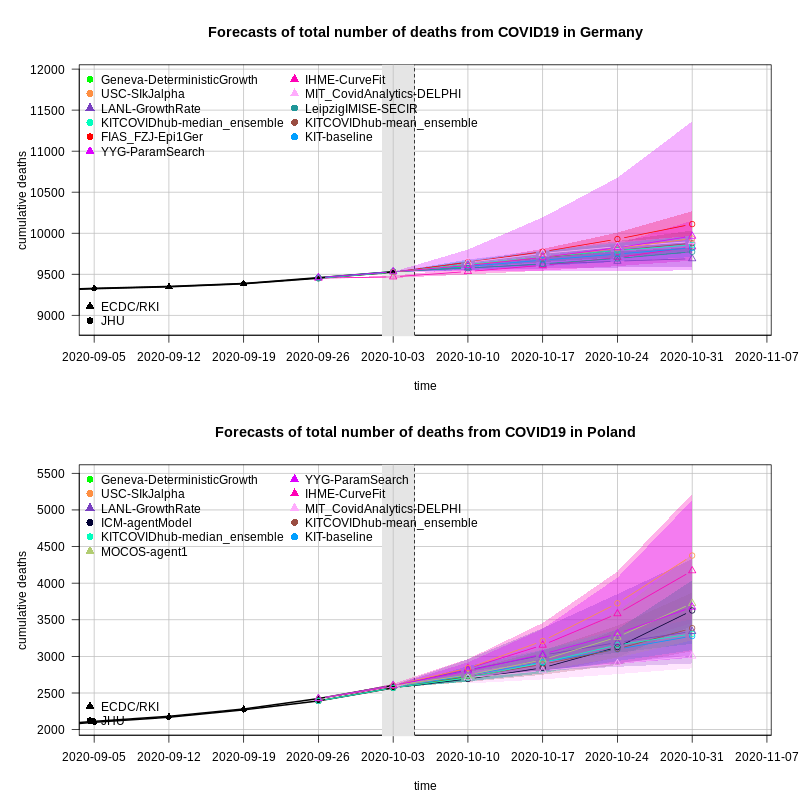 Forecasts of total number of deaths from COVID19 in Germany
12000
11500
11000
10500
10000
9500
9000
cumulative deaths
Geneva-DeterministicGrowth
USC-SIkJalpha
LANL-GrowthRate
KITCOVIDhub-median_ensemble
FIAS_FZJ-Epi1Ger
YYG-ParamSearch
IHME-CurveFit
MIT_CovidAnalytics-DELPHI
LeipzigIMISE-SECIR
KITCOVIDhub-mean_ensemble
KIT-baseline
ECDC/RKI
JHU
2020-09-05 2020-09-12 2020-09-19 2020-09-26 2020-10-03 2020-10-10 2020-10-17 2020-10-24 2020-10-31 2020-11-07
time
Forecasts of total number of deaths from COVID19 in Poland
5500
5000
4500
4000
3500
3000
2500
2000
cumulative deaths
Geneva-DeterministicGrowth
USC-SIkJalpha
LANL-GrowthRate
ICM-agentModel
KITCOVIDhub-median_ensemble
MOCOS-agent1
YYG-ParamSearch
IHME-CurveFit
MIT_CovidAnalytics-DELPHI
KITCOVIDhub-mean_ensemble
KIT-baseline
ECDC/RKI
JHU
2020-09-05 2020-09-12 2020-09-19 2020-09-26 2020-10-03 2020-10-10 2020-10-17 2020-10-24 2020-10-31 2020-11-07
time